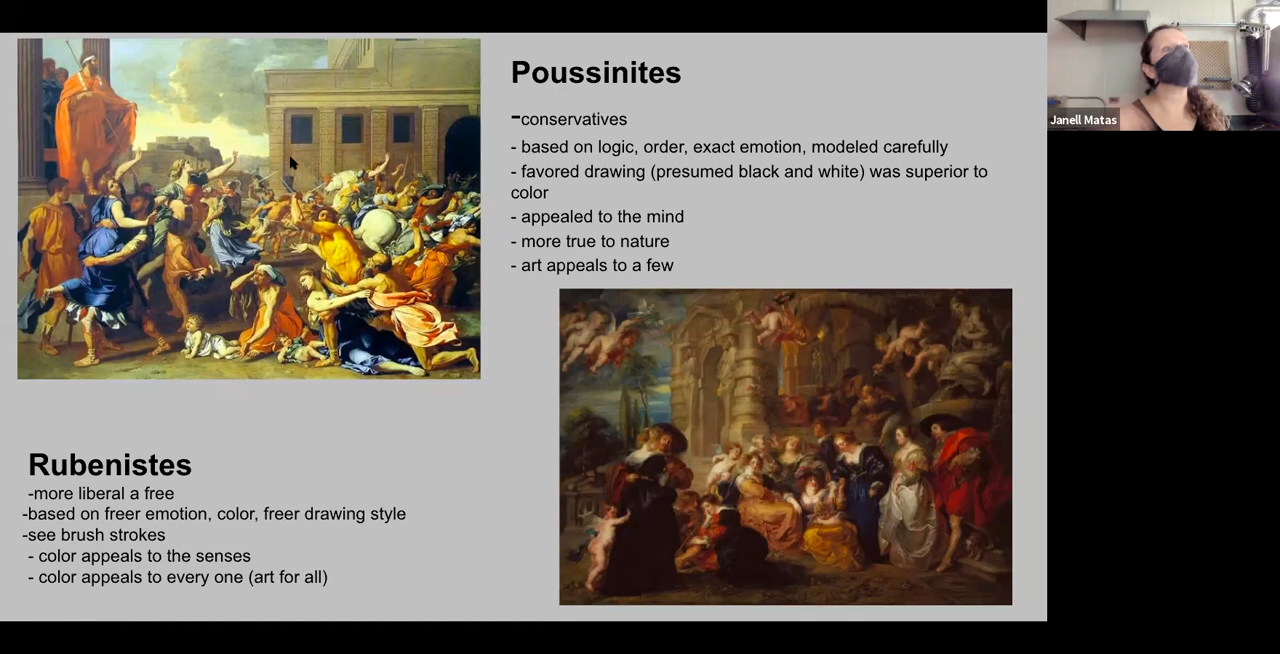 Poussinites
-conservatives
- based on logic, order, exact emotion, modeled carefully
- favored drawing (presumed black and white) was superior to
color
- appealed to the mind
- more true to nature
- art appeals to a few
Rubenistes
-more liberal a free
-based on freer emotion, color, freer drawing style
-see brush strokes
- color appeals to the senses
- color appeals to every one (art for all)
Janell Matas